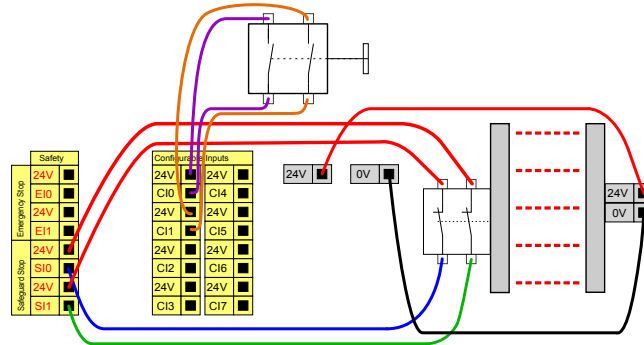 Safety
Emergency Stop
24V
EI0
24V
EI1
Safeguard Stop
24V
SI0
24V
SI1
Configurable Inputs
24V 24V
CI0 CI4
24V 24V
CI1 CI5
24V 24V
CI2 CI6
24V 24V
CI3 CI7
24V
0V
24V
0V